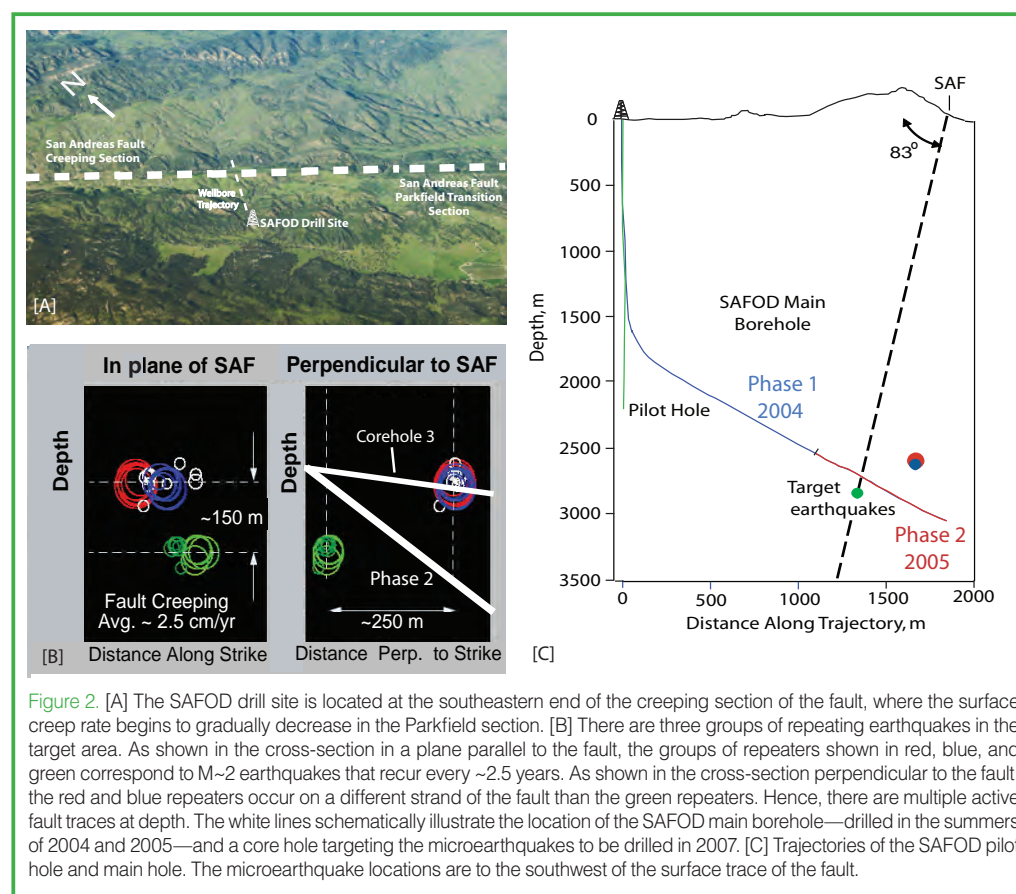 N
San Andreas Fault
Creeping Section
San Andreas Fault
Parkfield Transition
Section
Wellbore
Trajectory
SAFOD Drill Site
[A]
In plane of SAF
Perpendicular to SAF
Depth
Depth
Corehole 3
~150 m
Phase 2
Fault Creeping
Avg. ~ 2.5 cm/yr
~250 m
[B]
Distance Along Strike
Distance Perp. to Strike
SAF
83°
0
500
1000
1500
2000
2500
3000
3500
Depth, m
SAFOD Main
Borehole
Phase 1
2004
Pilot Hole
Target
earthquakes
Phase 2
2005
0
500
1000
1500
2000
Distance Along Trajectory, m
[C]
Figure 2. [A] The SAFOD drill site is located at the southeastern end of the creeping section of the fault, where the surface
creep rate begins to gradually decrease in the Parkfield section. [B] There are three groups of repeating earthquakes in the
target area. As shown in the cross-section in a plane parallel to the fault, the groups of repeaters shown in red, blue, and
green correspond to M~2 earthquakes that recur every ~2.5 years. As shown in the cross-section perpendicular to the fault
the red and blue repeaters occur on a different strand of the fault than the green repeaters. Hence, there are multiple active
fault traces at depth. The white lines schematically illustrate the location of the SAFOD main borehole—drilled in the summers
of 2004 and 2005—and a core hole targeting the microearthquakes to be drilled in 2007. [C] Trajectories of the SAFOD pilot
hole and main hole. The microearthquake locations are to the southwest of the surface trace of the fault.